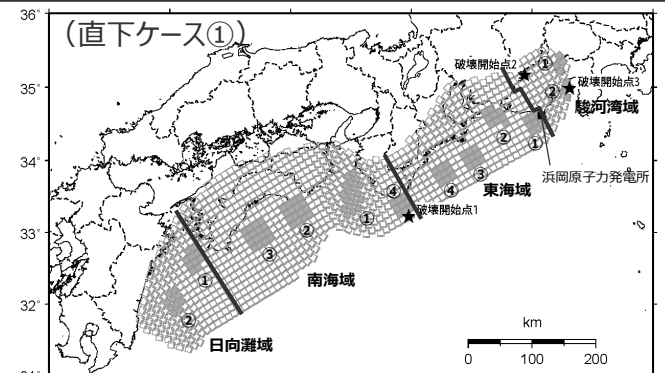 36°
(直下ケース①)
破壊開始点2
①
破壊開始点3
35°
②
駿河湾域
②
①
34°
浜岡原子力発電所
③
④
④
東海域
①
破壊開始点1
②
33°
③
①
南海域
32°
②
日向灘域
km
0 100 200